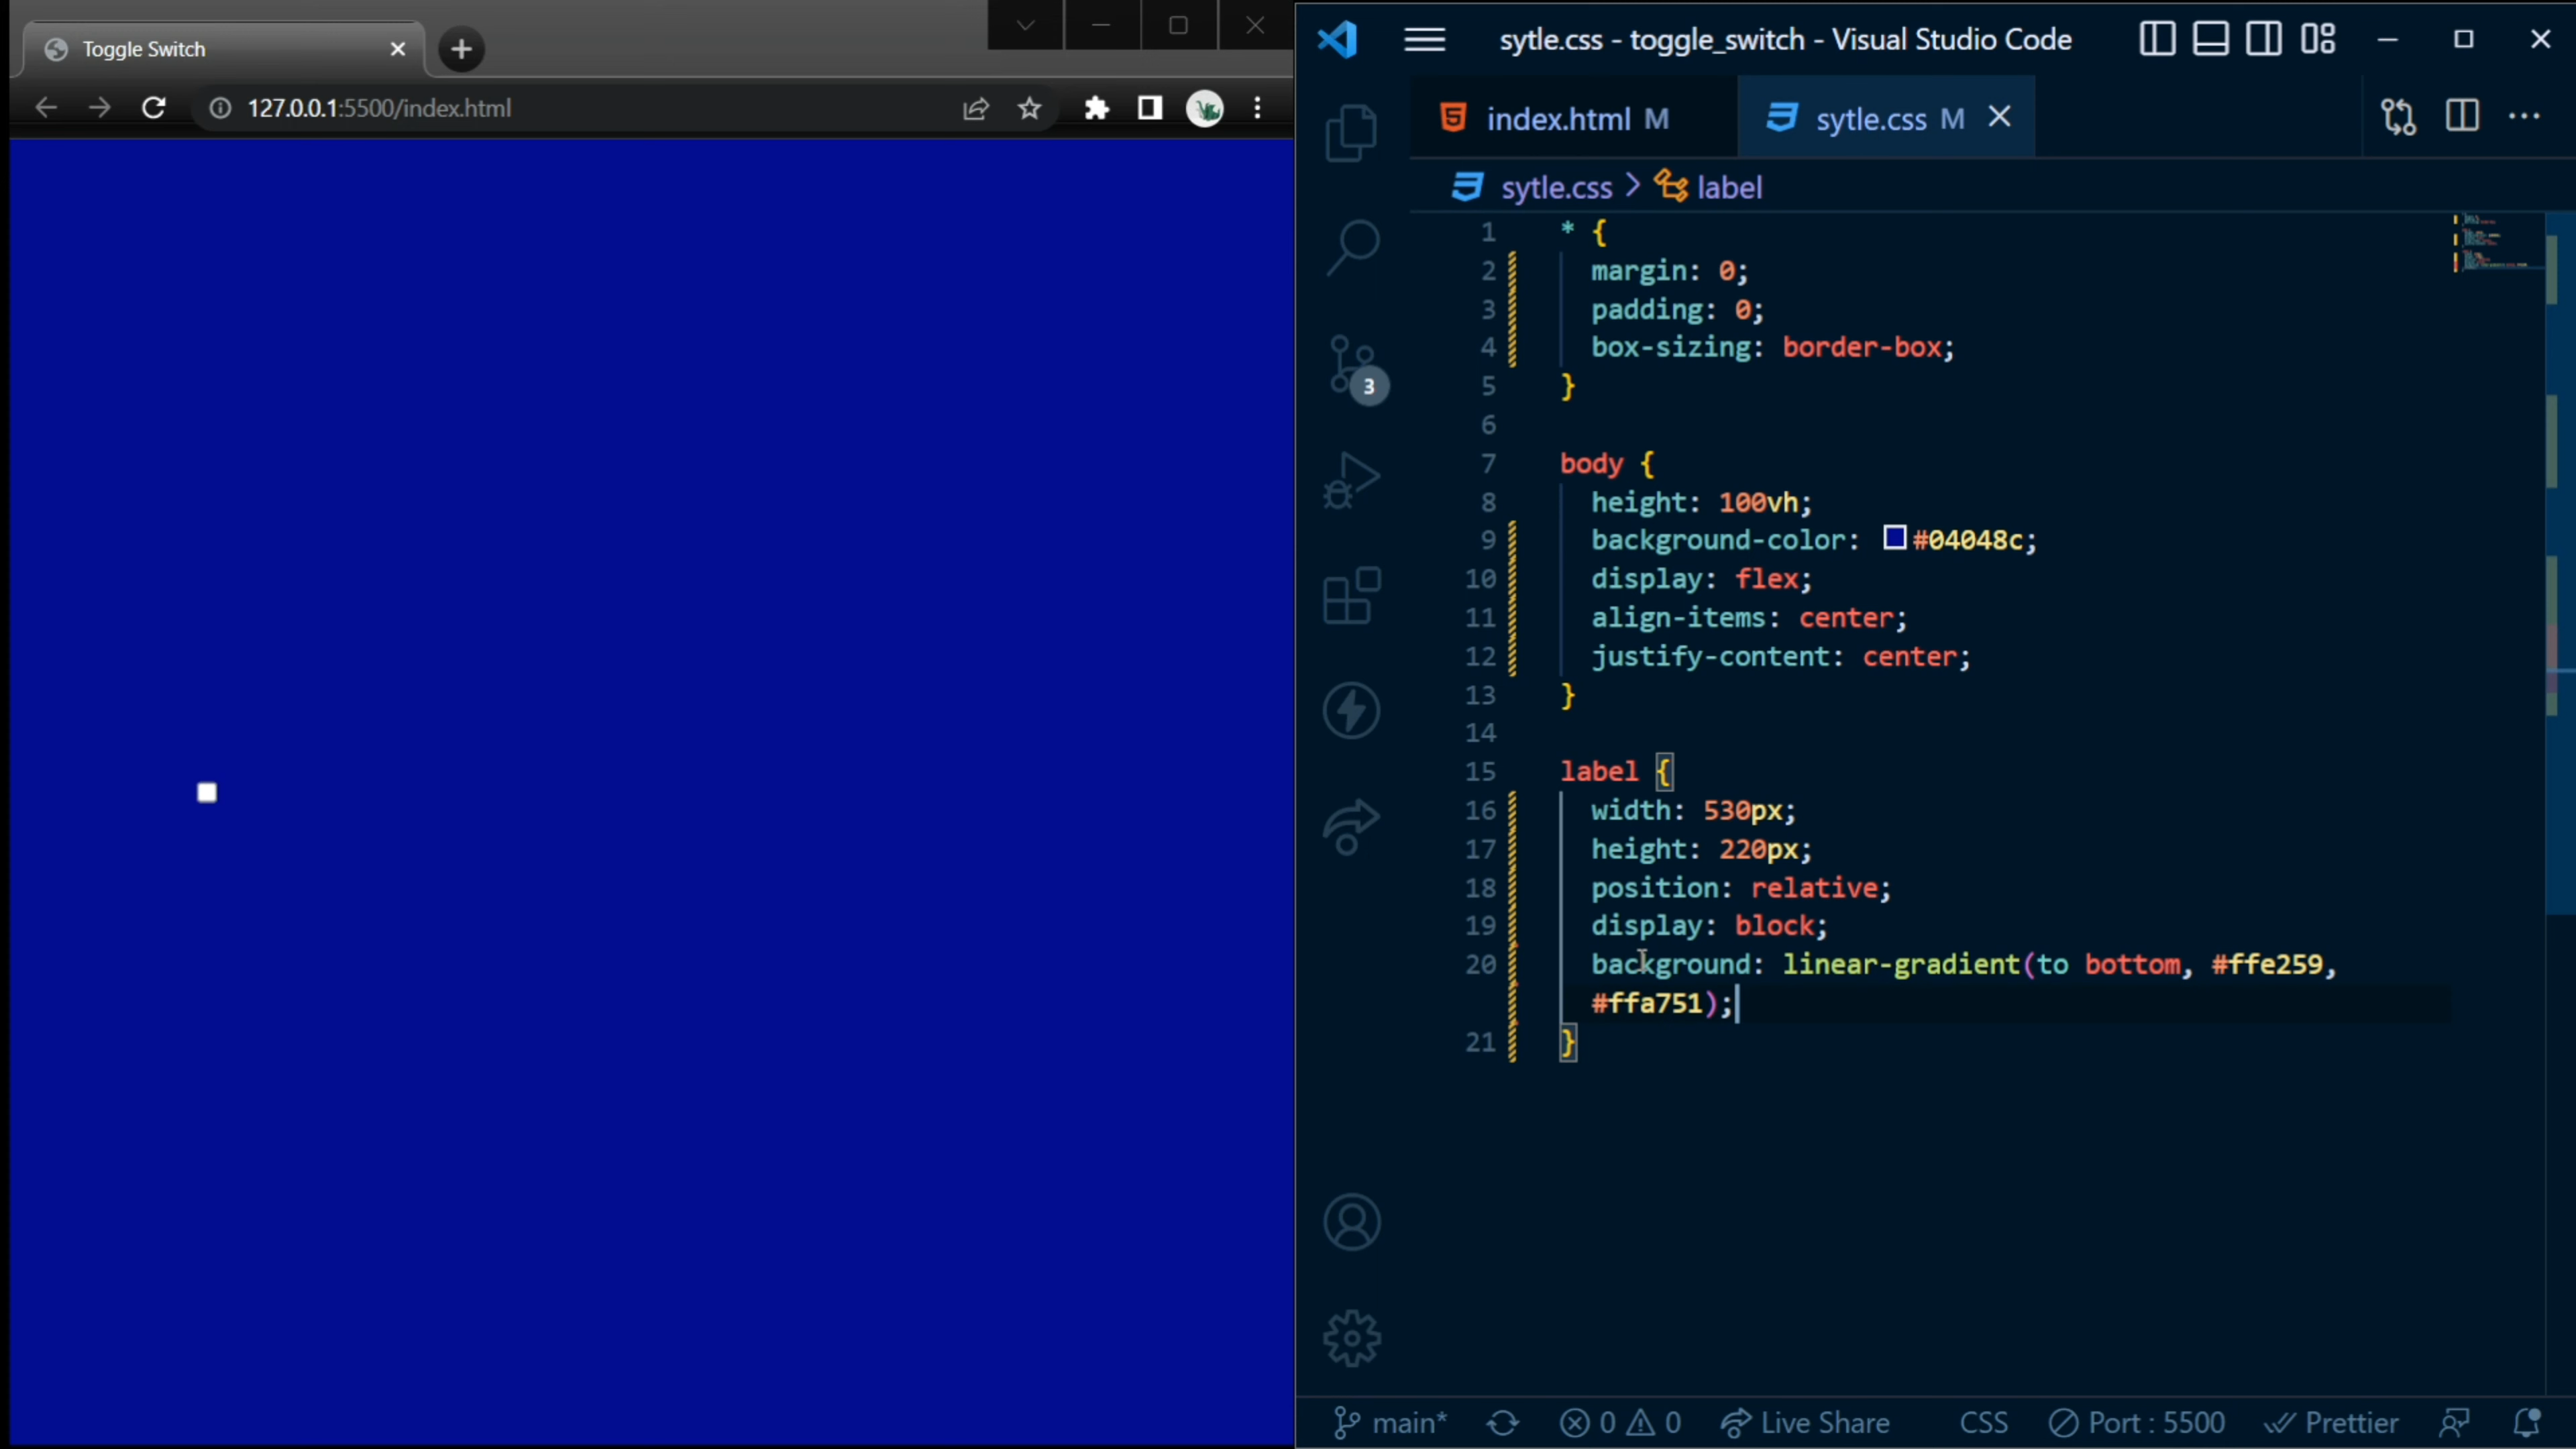 Toggle Switch
127.0.0.1:5500/index.html
sytle.css - toggle_switch - Visual Studio Code
index.html M
sytle.css M
sytle.css > label
1 * {
2 margin: 0;
3 padding: 0;
4 box-sizing: border-box;
5 }
6
7 body {
8 height: 100vh;
9 background-color: #04048c;
10 display: flex;
11 align-items: center;
12 justify-content: center;
13 }
14
15 label {
16 width: 530px;
17 height: 220px;
18 position: relative;
19 display: block;
20 background: linear-gradient(to bottom, #ffe259,
#ffa751);
21 }
3
main* 0 0 Live Share CSS Port : 5500 Prettier